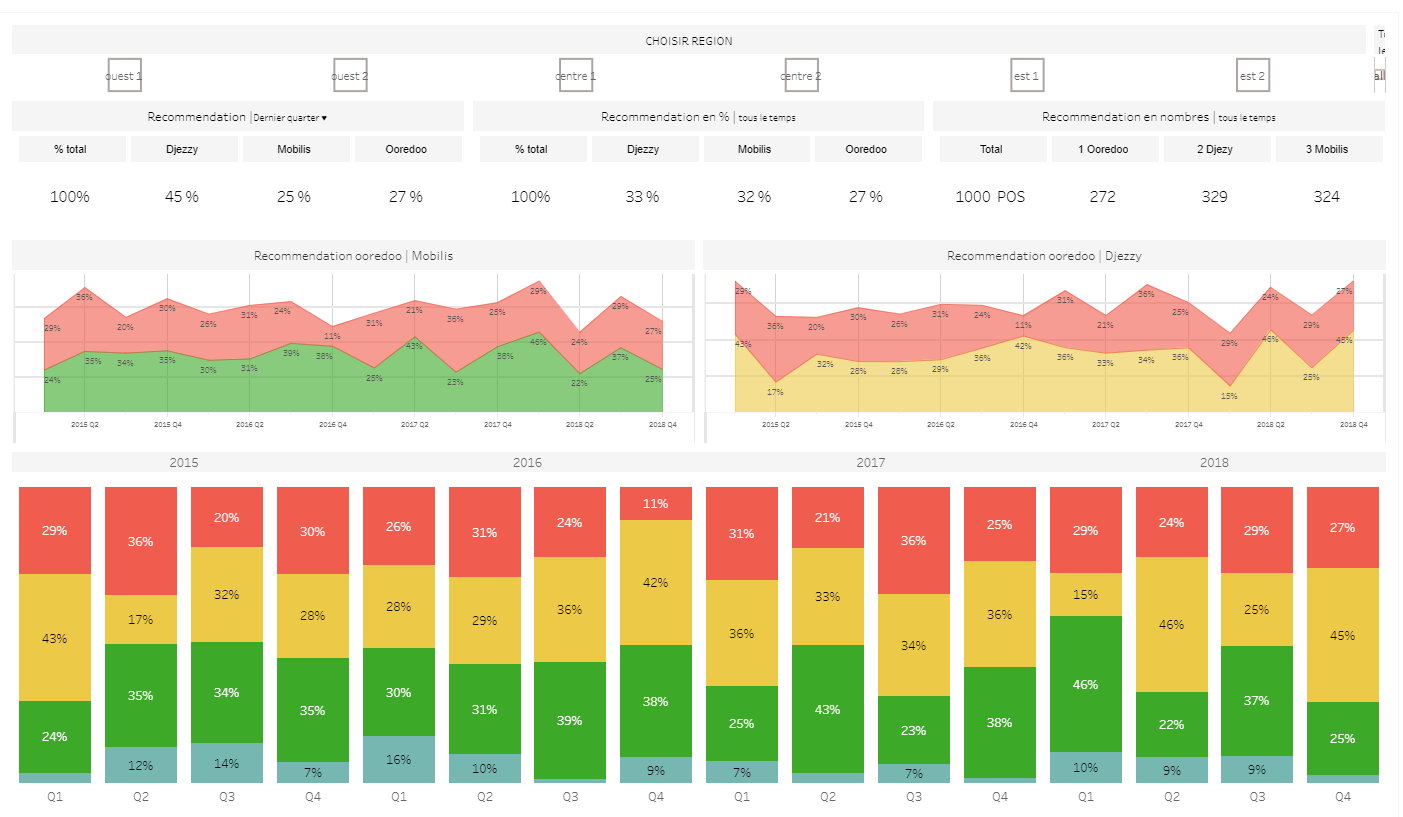 CHOISIR REGION
ouest 1 ouest 2 centre 1 centre 2 est 1 est 2
Recommendation |Dernier quarter ♥ Recommendation en % | tous le temps Recommendation en nombres | tous le temps
% total Djezzy Mobilis Ooredoo % total Djezzy Mobilis Ooredoo Total 1 Ooredoo 2 Djezy 3 Mobilis
100% 45 % 25 % 27 % 100% 33 % 32 % 27 % 1000 POS 272 329 324
Recommendation ooredoo | Mobilis
29% 36% 20% 30% 26% 31% 24% 11% 31% 21% 36% 25% 29% 24% 29% 27%
24% 35% 34% 35% 30% 31% 39% 38% 25% 43% 23% 38% 46% 22% 37% 25%
2015 Q2 2015 Q4 2016 Q2 2016 Q4 2017 Q2 2017 Q4 2018 Q2 2018 Q4
Recommendation ooredoo | Djezzy
29% 36% 20% 30% 26% 31% 24% 11% 31% 21% 36% 25% 29% 24% 29% 27%
43% 17% 32% 28% 28% 29% 36% 42% 36% 33% 34% 36% 15% 46% 25% 45%
2015 Q2 2015 Q4 2016 Q2 2016 Q4 2017 Q2 2017 Q4 2018 Q2 2018 Q4
2015 2016 2017 2018
29% 36% 20% 30% 26% 31% 24% 11% 31% 21% 36% 25% 29% 24% 29% 27%
43% 17% 32% 28% 28% 29% 36% 42% 36% 33% 34% 36% 15% 46% 25% 45%
24% 35% 34% 35% 30% 31% 39% 38% 25% 43% 23% 38% 46% 22% 37% 25%
12% 14% 7% 16% 10% 9% 7% 7% 10% 9% 9%
Q1 Q2 Q3 Q4 Q1 Q2 Q3 Q4 Q1 Q2 Q3 Q4 Q1 Q2 Q3 Q4